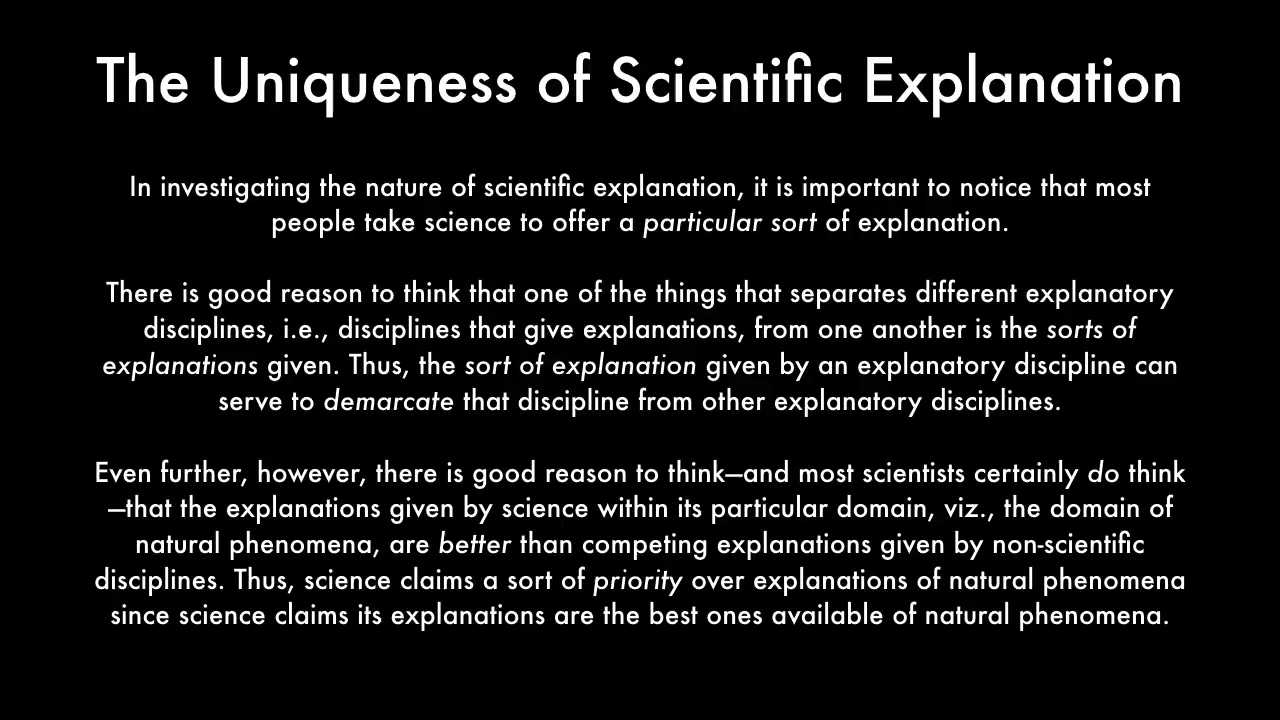 The Uniqueness of Scientific Explanation
In investigating the nature of scientific explanation, it is important to notice that most
people take science to offer a particular sort of explanation.
There is good reason to think that one of the things that separates different explanatory
disciplines, i.e., disciplines that give explanations, from one another is the sorts of
explanations given. Thus, the sort of explanation given by an explanatory discipline can
serve to demarcate that discipline from other explanatory disciplines.
Even further, however, there is good reason to think—and most scientists certainly do think
—that the explanations given by science within its particular domain, viz., the domain of
natural phenomena, are better than competing explanations given by non-scientific
disciplines. Thus, science claims a sort of priority over explanations of natural phenomena
since science claims its explanations are the best ones available of natural phenomena.